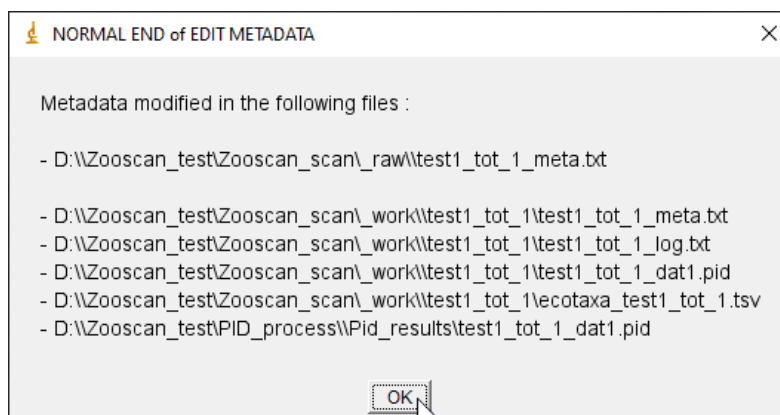 NORMAL END of EDIT METADATA
Metadata modified in the following files :
- D:\\Zooscan_test\Zooscan_scan\_raw\\test1_tot_1_meta.txt
- D:\\Zooscan_test\Zooscan_scan\_work\\test1_tot_1\test1_tot_1_meta.txt
- D:\\Zooscan_test\Zooscan_scan\_work\\test1_tot_1\test1_tot_1_log.txt
- D:\\Zooscan_test\Zooscan_scan\_work\\test1_tot_1\test1_tot_1_dat1.pid
- D:\\Zooscan_test\Zooscan_scan\_work\\test1_tot_1\ecotaxa_test1_tot_1.tsv
- D:\\Zooscan_test\PID_process\\Pid_results\test1_tot_1_dat1.pid
OK